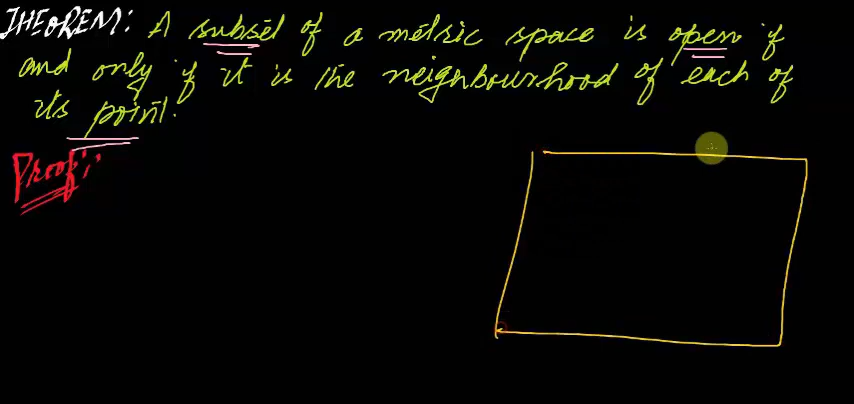 THEOREM: A subset of a metric space is open if
and only if it is the neighbourhood of each of
its point.
Proof: